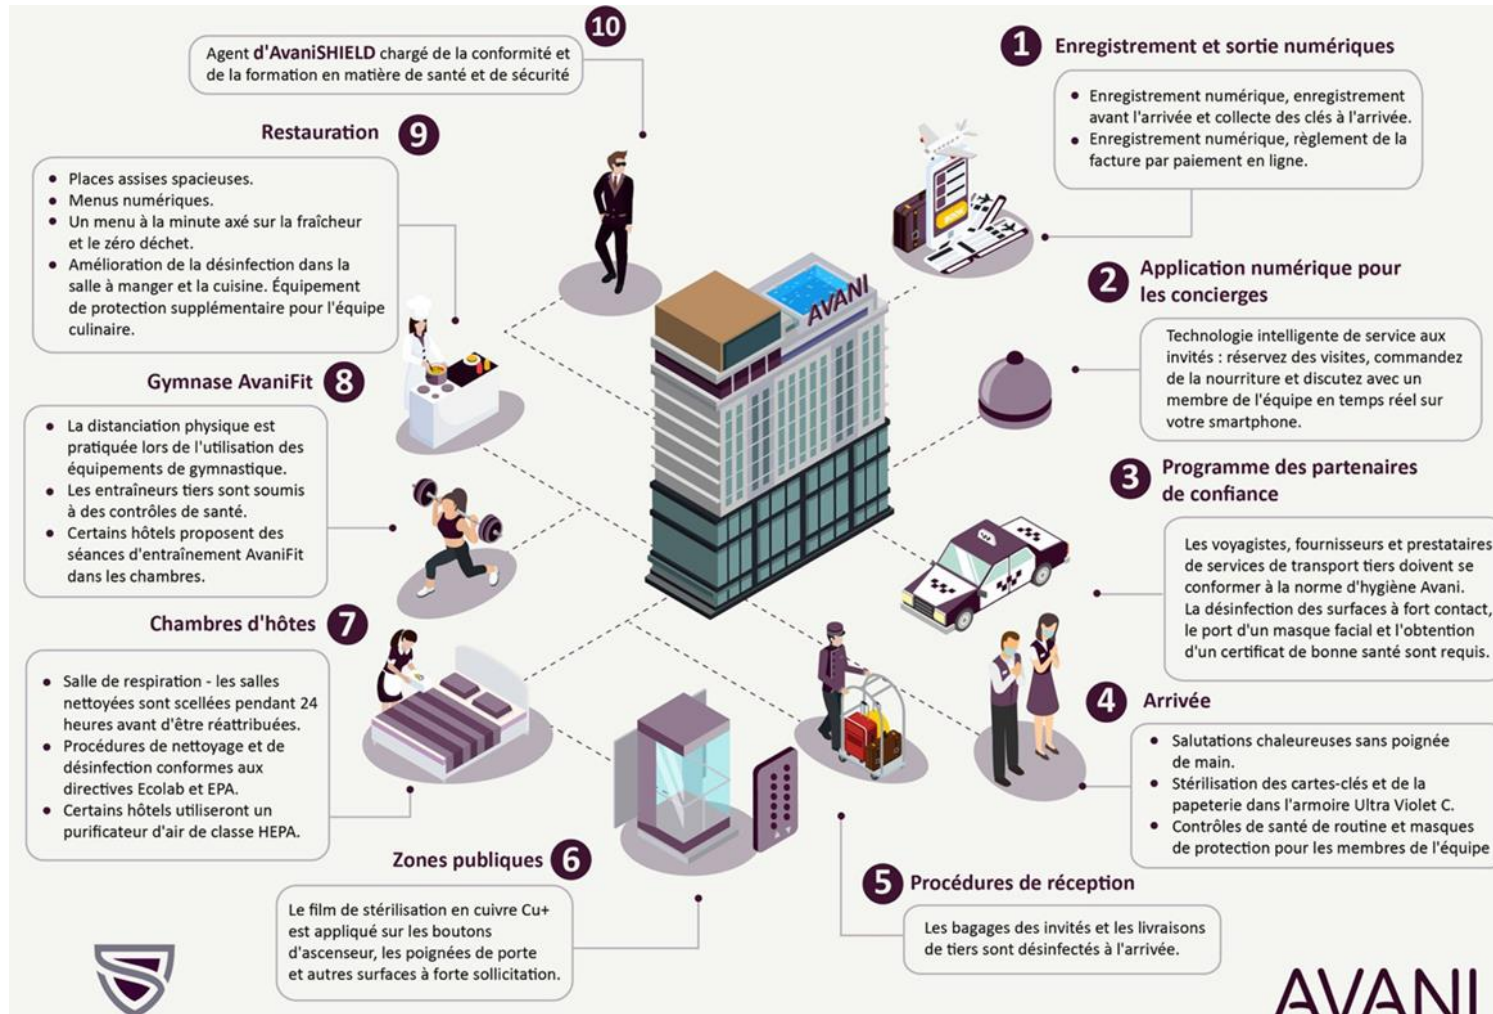 10
Agent d'AvaniSHIELD chargé de la conformité et
de la formation en matière de santé et de sécurité
1 Enregistrement et sortie numériques
• Enregistrement numérique, enregistrement
avant l'arrivée et collecte des clés à l'arrivée.
• Enregistrement numérique, règlement de la
facture par paiement en ligne.
2 Application numérique pour
les concierges
Technologie intelligente de service aux
invités : réservez des visites, commandez
de la nourriture et discutez avec un
membre de l'équipe en temps réel sur
votre smartphone.
3 Programme des partenaires
de confiance
Les voyagistes, fournisseurs et prestataires
de services de transport tiers doivent se
conformer à la norme d'hygiène Avani.
La désinfection des surfaces à fort contact,
le port d'un masque facial et l'obtention
d'un certificat de bonne santé sont requis.
4 Arrivée
• Salutations chaleureuses sans poignée
de main.
• Stérilisation des cartes-clés et de la
papeterie dans l'armoire Ultra Violet C.
• Contrôles de santé de routine et masques
de protection pour les membres de l'équipe
5 Procédures de réception
Les bagages des invités et les livraisons
de tiers sont désinfectés à l'arrivée.
Zones publiques 6
Le film de stérilisation en cuivre Cu+
est appliqué sur les boutons
d'ascenseur, les poignées de porte
et autres surfaces à forte sollicitation.
Chambres d'hôtes 7
• Salle de respiration - les salles
nettoyées sont scellées pendant 24
heures avant d'être réattribuées.
• Procédures de nettoyage et de
désinfection conformes aux
directives Ecolab et EPA.
• Certains hôtels utiliseront un
purificateur d'air de classe HEPA.
Gymnase AvaniFit 8
• La distanciation physique est
pratiquée lors de l'utilisation des
équipements de gymnastique.
• Les entraîneurs tiers sont soumis
à des contrôles de santé.
• Certains hôtels proposent des
séances d'entraînement AvaniFit
dans les chambres.
Restauration 9
• Places assises spacieuses.
• Menus numériques.
• Un menu à la minute axé sur la fraîcheur
et le zéro déchet.
• Amélioration de la désinfection dans la
salle à manger et la cuisine. Équipement
de protection supplémentaire pour l'équipe
culinaire.
AVANI
AVANI